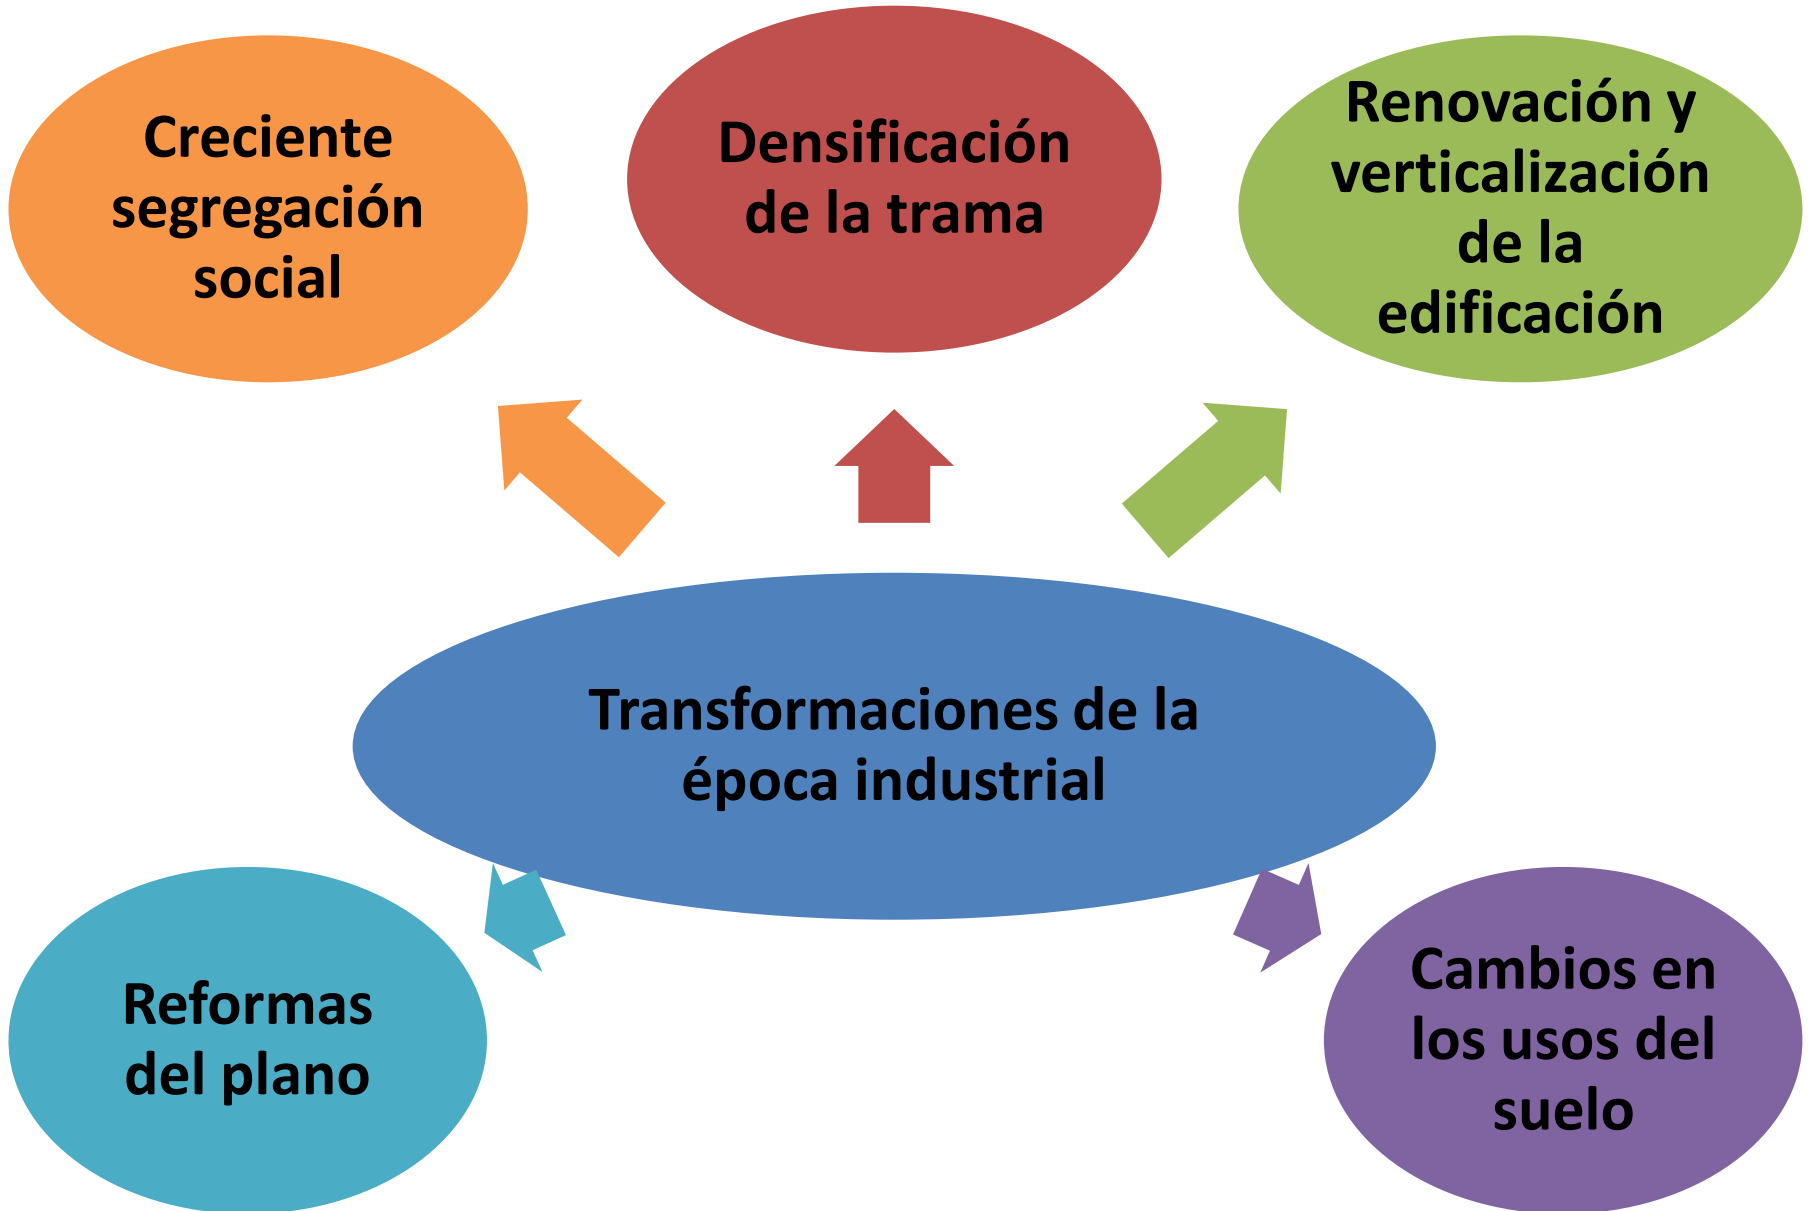 Creciente
segregación
social
Densificación
de la trama
Renovación y
verticalización
de la
edificación
Transformaciones de la
época industrial
Reformas
del plano
Cambios en
los usos del
suelo